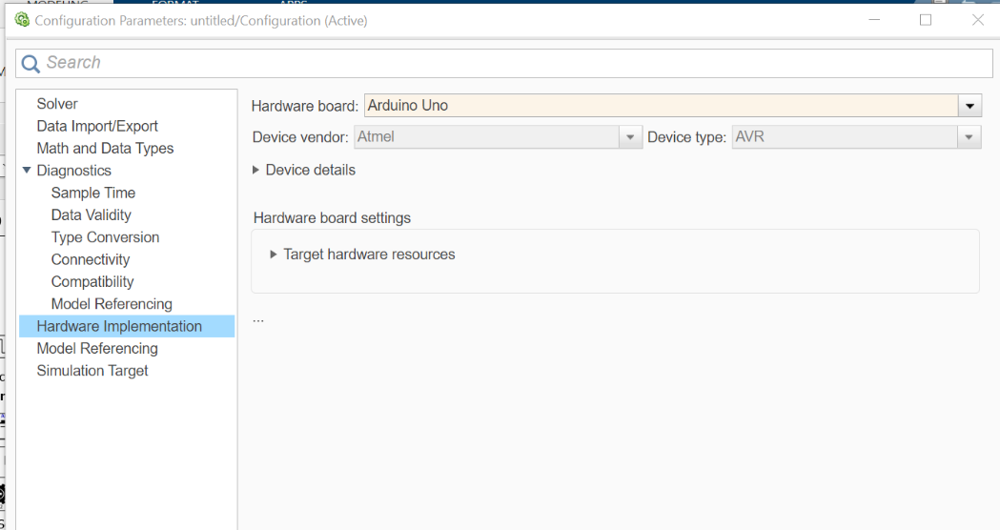 Configuration Parameters: untitled/Configuration (Active)
Search
Solver
Data Import/Export
Math and Data Types
Diagnostics
Sample Time
Data Validity
Type Conversion
Connectivity
Compatibility
Model Referencing
Hardware Implementation
Model Referencing
Simulation Target
Hardware board: Arduino Uno
Device vendor: Atmel Device type: AVR
Device details
Hardware board settings
Target hardware resources
...